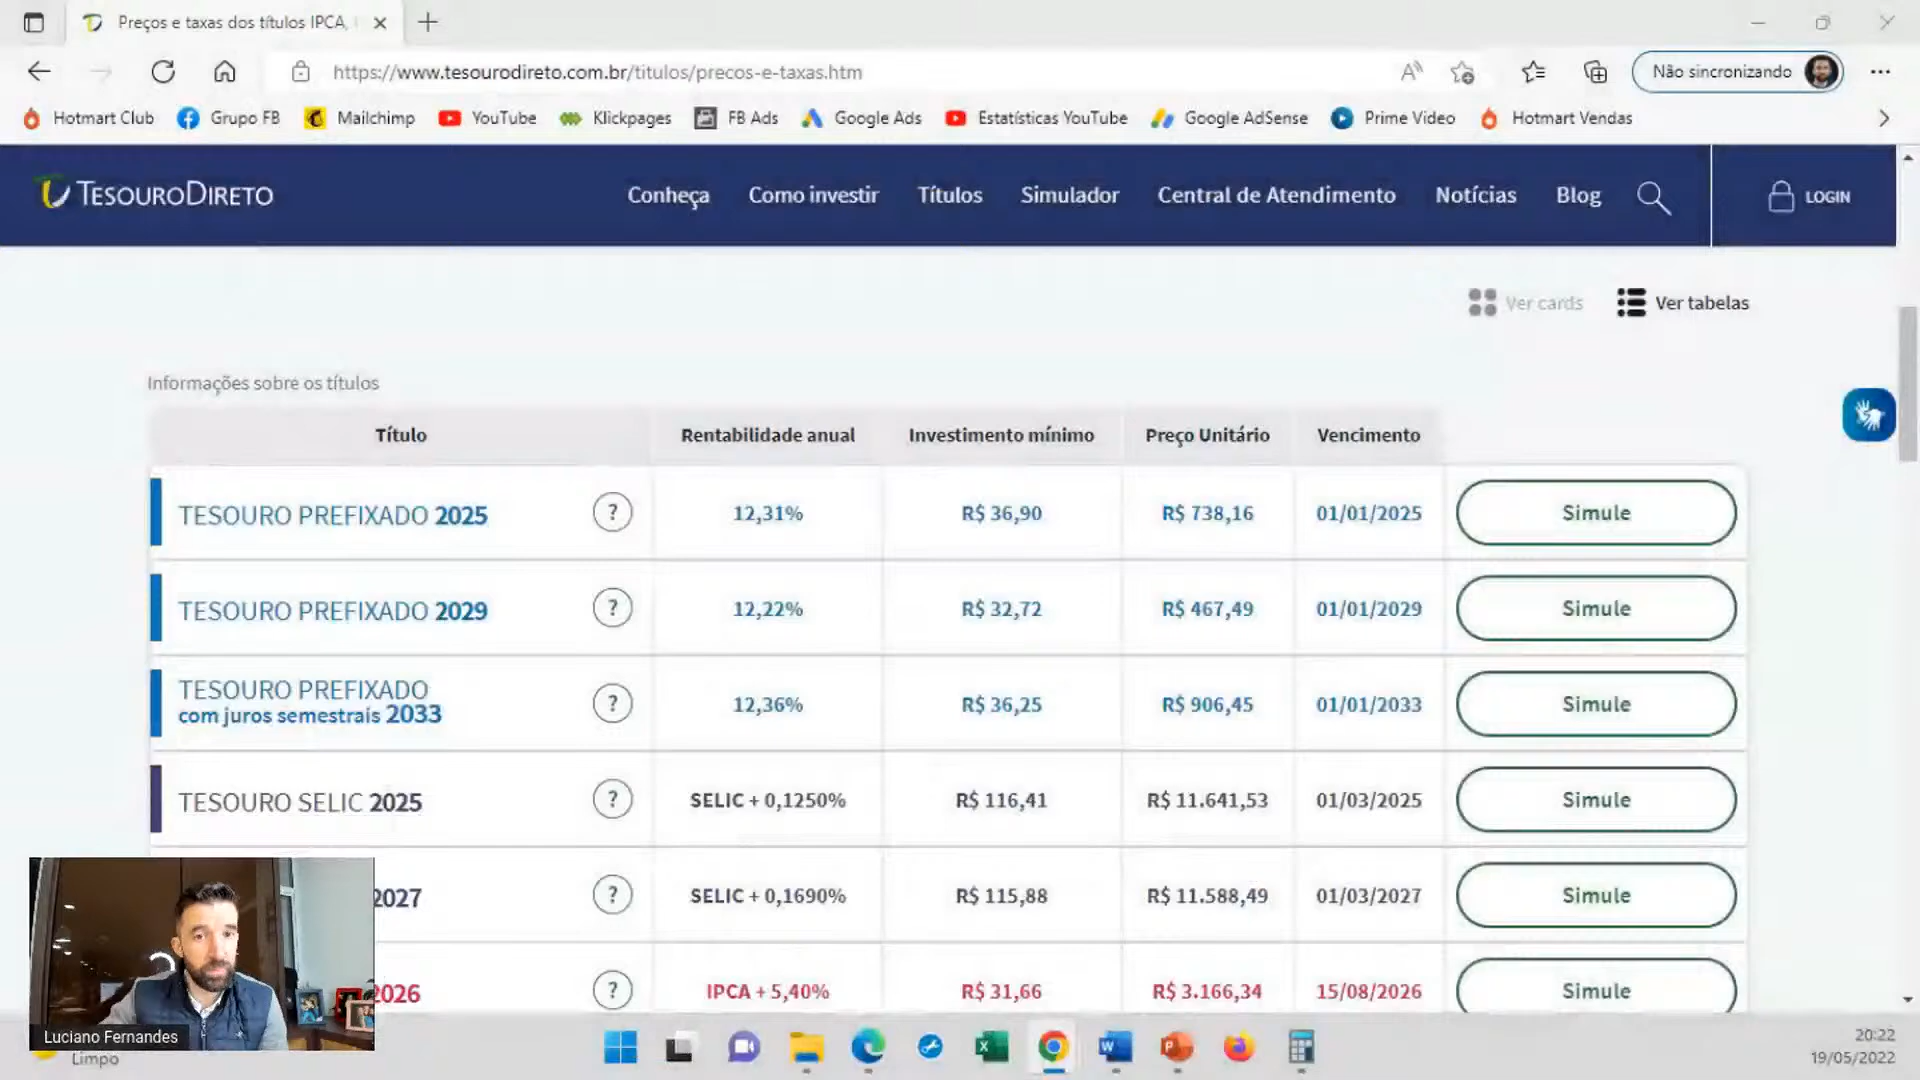 Preços e taxas dos títulos IPCA,
https://www.tesourodireto.com.br/titulos/precos-e-taxas.htm
Não sincronizando
Hotmart Club
Grupo FB
Mailchimp
YouTube
Klickpages
FB Ads
Google Ads
Estatísticas YouTube
Google AdSense
Prime Video
Hotmart Vendas
TESOURODIRETO
Conheça
Como investir
Títulos
Simulador
Central de Atendimento
Notícias
Blog
LOGIN
Ver cards
Ver tabelas
Informações sobre os títulos
Título
Rentabilidade anual
Investimento mínimo
Preço Unitário
Vencimento
TESOURO PREFIXADO 2025
?
12,31%
R$ 36,90
R$ 738,16
01/01/2025
Simule
TESOURO PREFIXADO 2029
?
12,22%
R$ 32,72
R$ 467,49
01/01/2029
Simule
TESOURO PREFIXADO
com juros semestrais 2033
?
12,36%
R$ 36,25
R$ 906,45
01/01/2033
Simule
TESOURO SELIC 2025
?
SELIC + 0,1250%
R$ 116,41
R$ 11.641,53
01/03/2025
Simule
2027
?
SELIC + 0,1690%
R$ 115,88
R$ 11.588,49
01/03/2027
Simule
2026
?
IPCA + 5,40%
R$ 31,66
R$ 3.166,34
15/08/2026
Simule
Luciano Fernandes
Limpo
20:22
19/05/2022